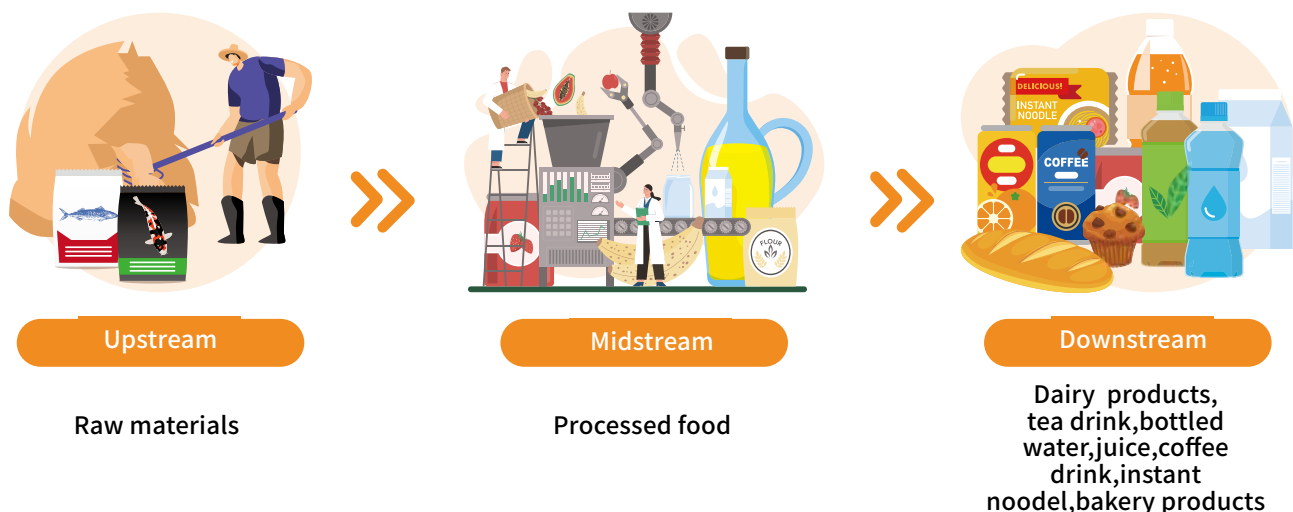 DELICIOUS!
INSTANT
NOODLE
COFFEE
FLOUR
Upstream
Midstream
Downstream
Raw materials
Processed food
Dairy products,
tea drink,bottled
water,juice,coffee
drink,instant
noodel,bakery products